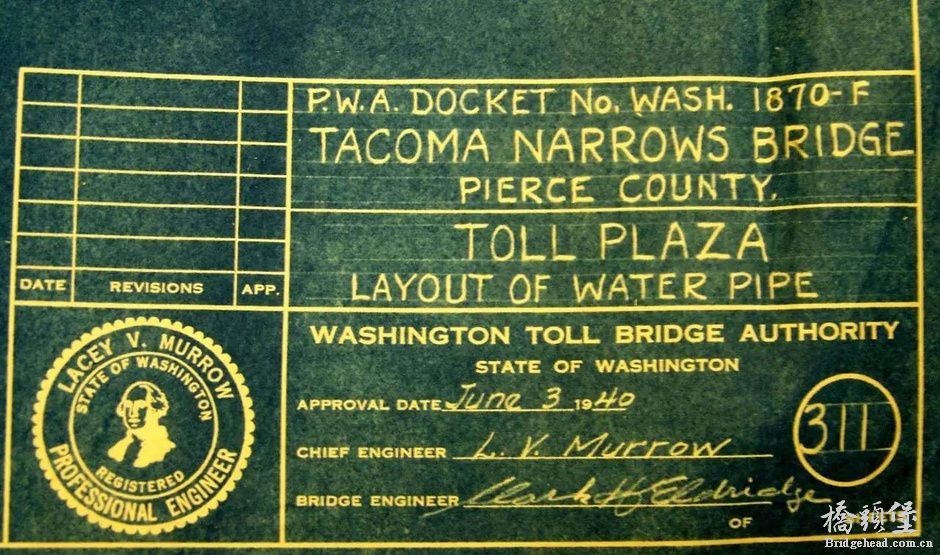 P.W.A. DOCKET No. WASH. 1870-F
TACOMA NARROWS BRIDGE
PIERCE COUNTY.
TOLL PLAZA
LAYOUT OF WATER PIPE
DATE REVISIONS APP.
LACEY V. MURROW
STATE OF WASHINGTON
REGISTERED
PROFESSIONAL ENGINEER
WASHINGTON TOLL BRIDGE AUTHORITY
STATE OF WASHINGTON
APPROVAL DATE June 3 1940
CHIEF ENGINEER L. V. Murrow
BRIDGE ENGINEER Clark H. Eldridge
311
OF
橋頭堡
Bridgehead.com.cn